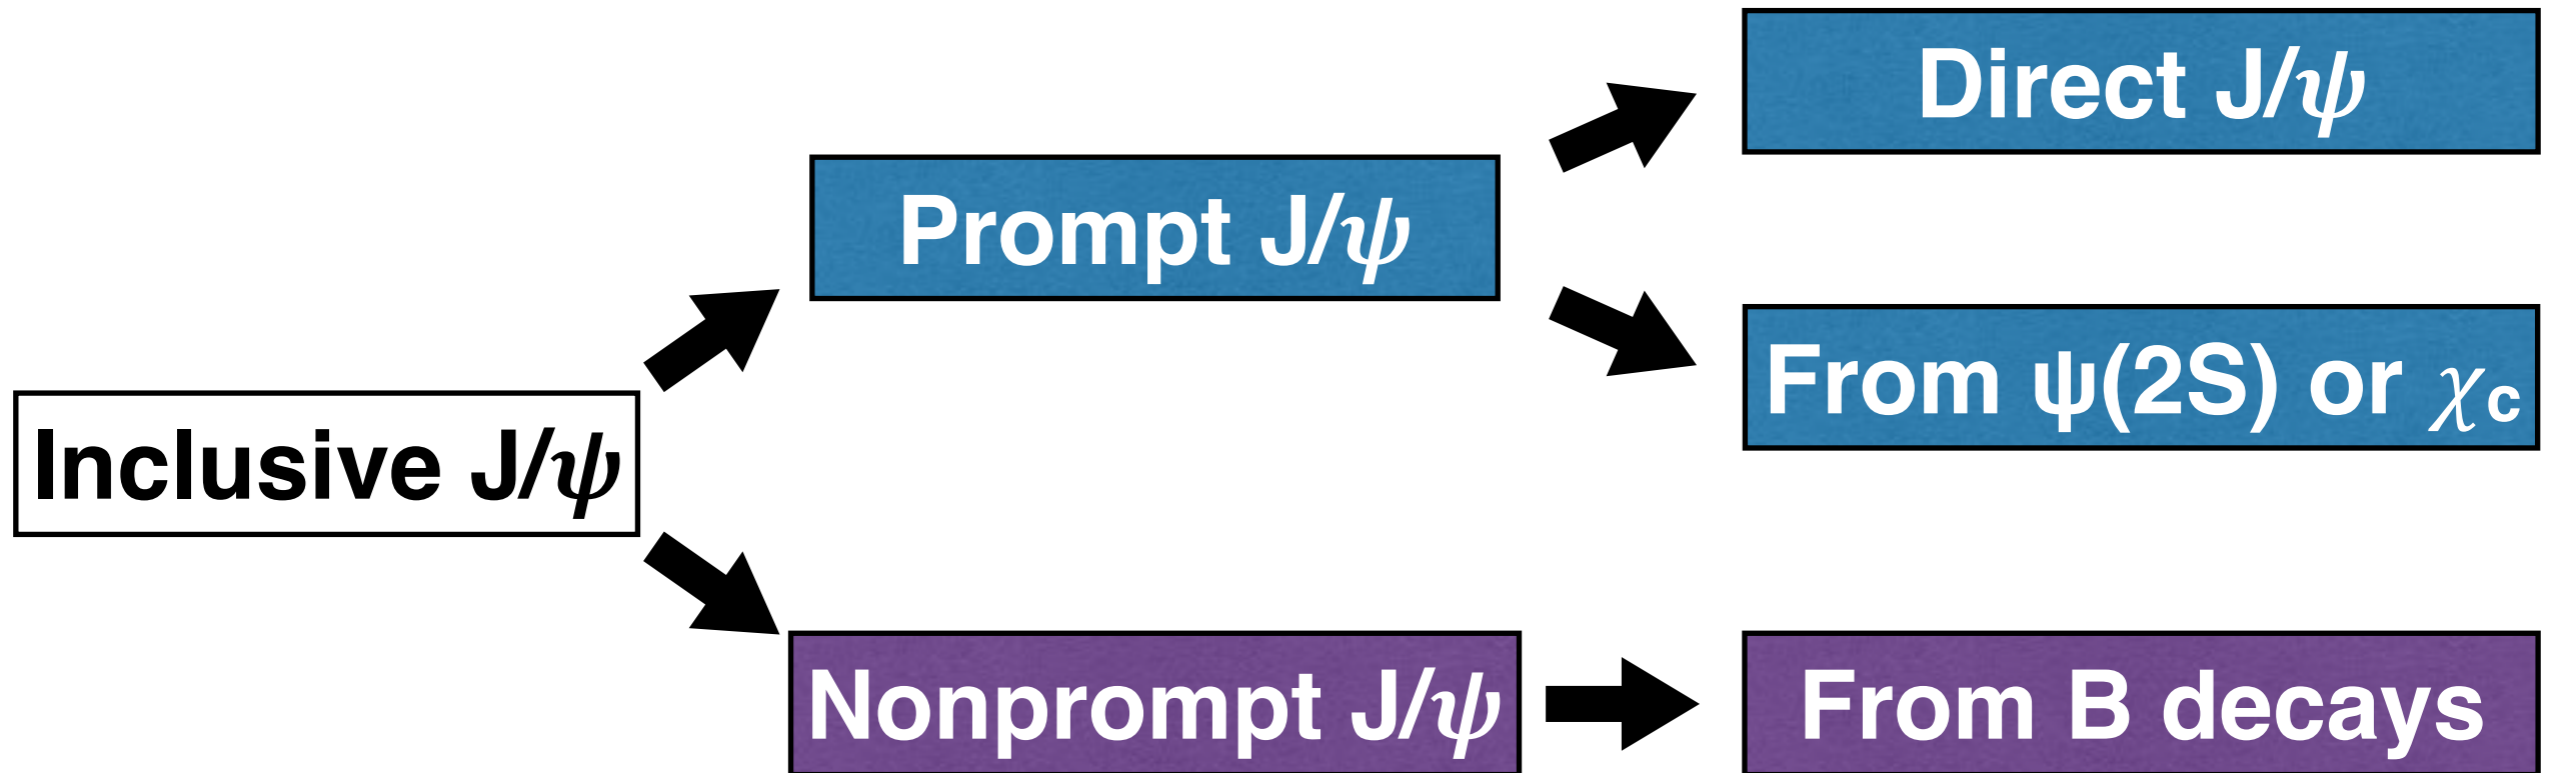 Inclusive J/ψ
Prompt J/ψ
Direct J/ψ
From ψ(2S) or χc
Nonprompt J/ψ
From B decays